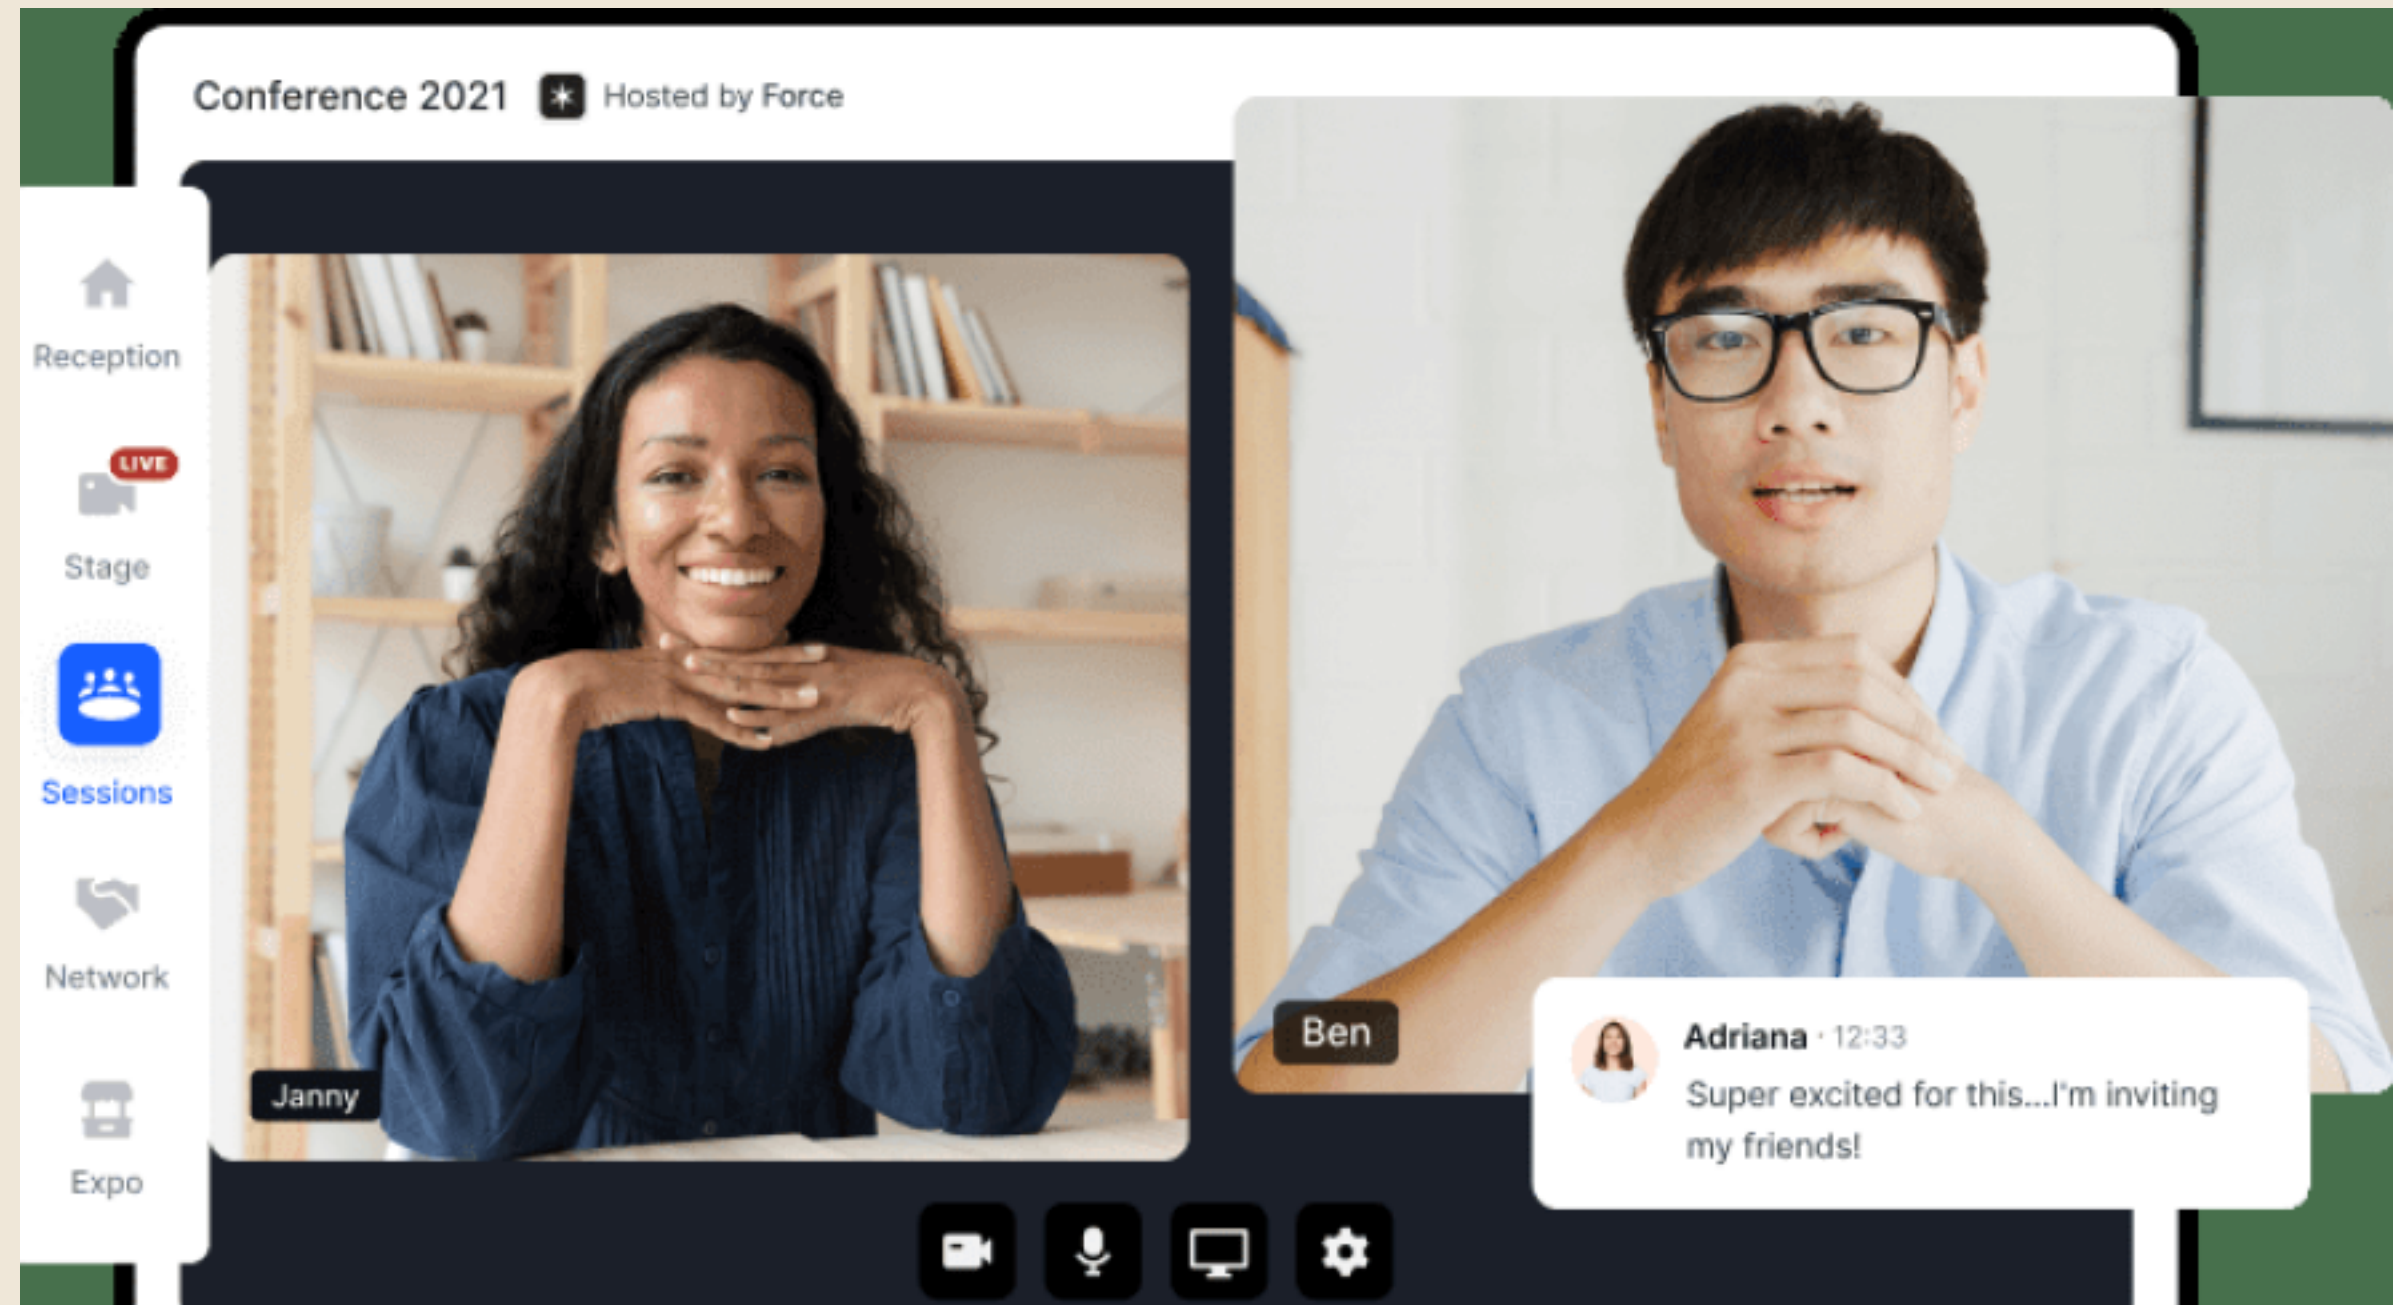 Conference 2021
Hosted by Force
Reception
LIVE
Stage
Sessions
Network
Expo
Janny
Ben
Adriana · 12:33
Super excited for this...I'm inviting
my friends!